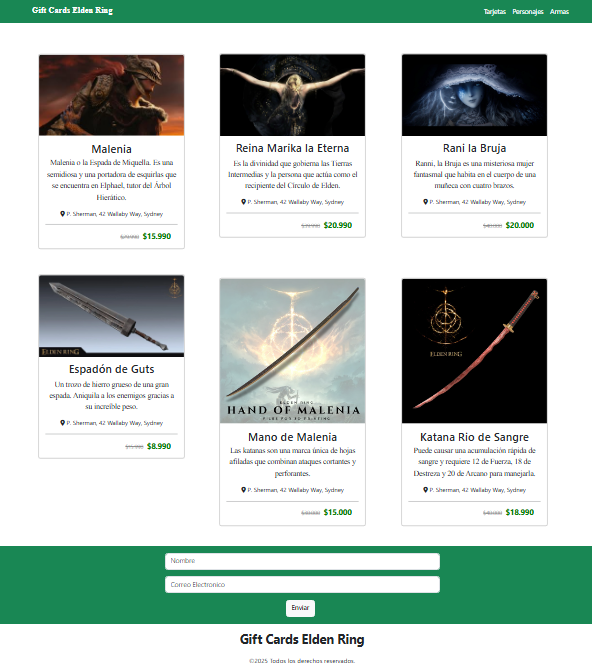 Gift Cards Elden Ring
Tarjetas Personajes Armas
Malenia
Malenia o la Espada de Miquella. Es una
semidiosa y una portadora de esquirlas que
se encuentra en Elphael, tutor del Árbol
Hierático.
P. Sherman, 42 Wallaby Way, Sydney
$15.990
Reina Marika la Eterna
Es la divinidad que gobierna las Tierras
Intermedias y la persona que actúa como el
recipiente del Círculo de Elden.
P. Sherman, 42 Wallaby Way, Sydney
$20.990
Rani la Bruja
Ranni, la Bruja es una misteriosa mujer
fantasmal que habita en el cuerpo de una
muñeca con cuatro brazos.
P. Sherman, 42 Wallaby Way, Sydney
$20.000
ELDEN RING
Espadón de Guts
Un trozo de hierro grueso de una gran
espada. Aniquila a los enemigos gracias a
su increíble peso.
P. Sherman, 42 Wallaby Way, Sydney
$8.990
ELDEN RING
HAND OF MALENIA
Mano de Malenia
Las katanas son una marca única de hojas
afiladas que combinan ataques cortantes y
perforantes.
P. Sherman, 42 Wallaby Way, Sydney
$15.000
ELDEN RING
Katana Rio de Sangre
Puede causar una acumulación rápida de
sangre y requiere 12 de Fuerza, 18 de
Destreza y 20 de Arcano para manejarla.
P. Sherman, 42 Wallaby Way, Sydney
$18.990
Nombre
Correo Electronico
Enviar
Gift Cards Elden Ring
©2025 Todos los derechos reservados.